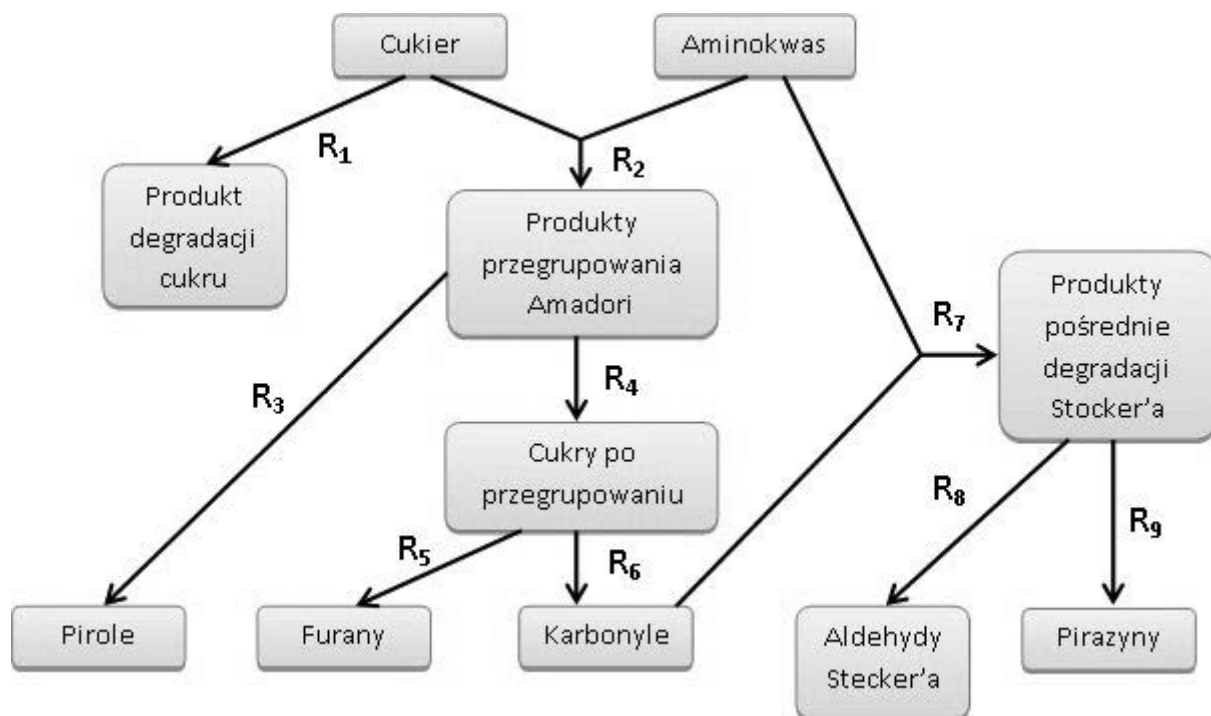 Cukier
Aminokwas
R₁
R₂
Produkt
degradacji
cukru
Produkty
przegrupowania
Amadori
Produkty
pośrednie
degradacji
Stocker'a
R₇
R₃
R₄
Cukry po
przegrupowaniu
R₅
R₆
R₈
R₉
Pirole
Furany
Karbonyle
Aldehydy
Stecker'a
Pirazyny